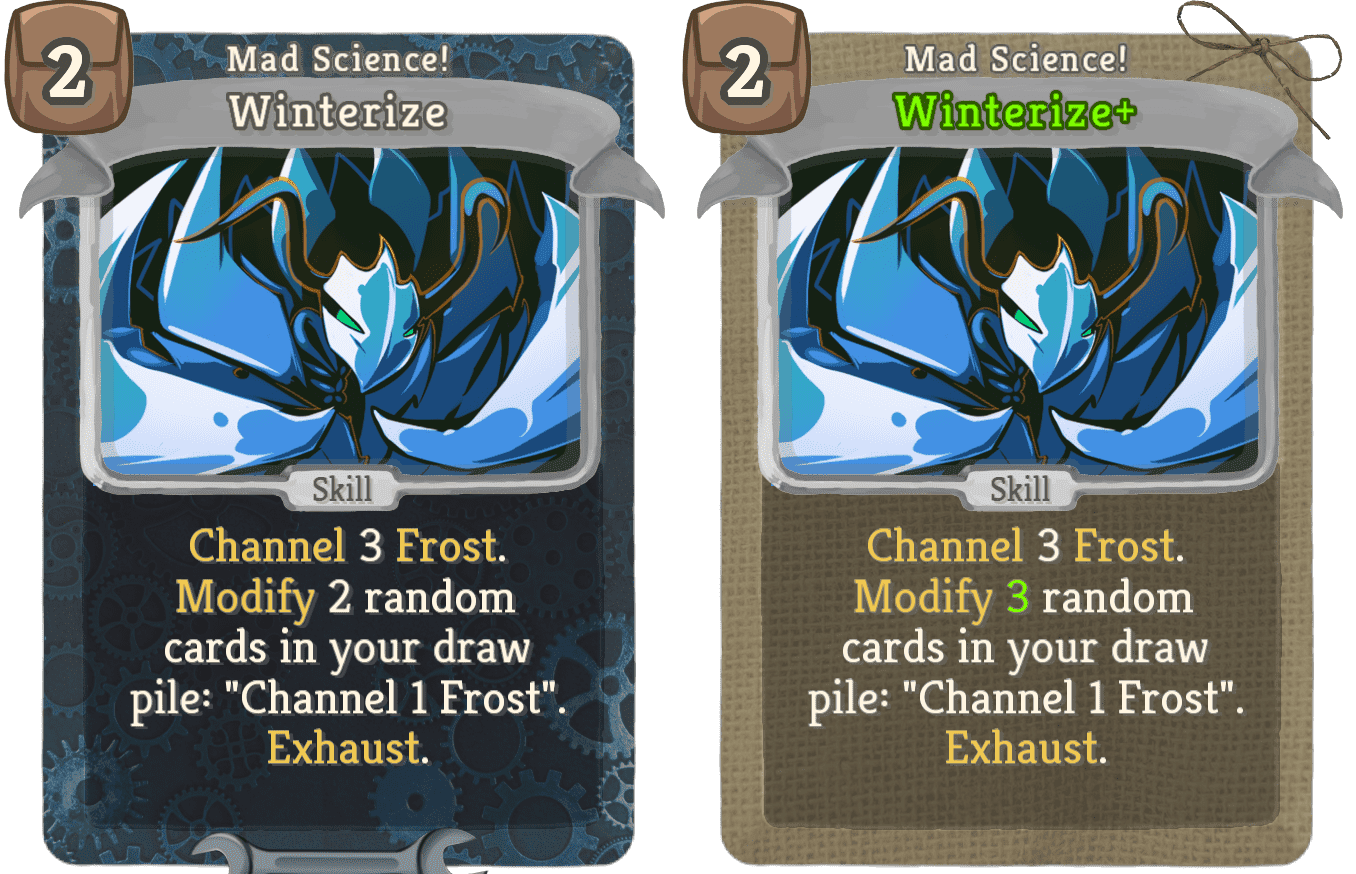 2
Mad Science!
Winterize
Skill
Channel 3 Frost.
Modify 2 random
cards in your draw
pile: "Channel 1 Frost".
Exhaust.
2
Mad Science!
Winterize+
Skill
Channel 3 Frost.
Modify 3 random
cards in your draw
pile: "Channel 1 Frost".
Exhaust.